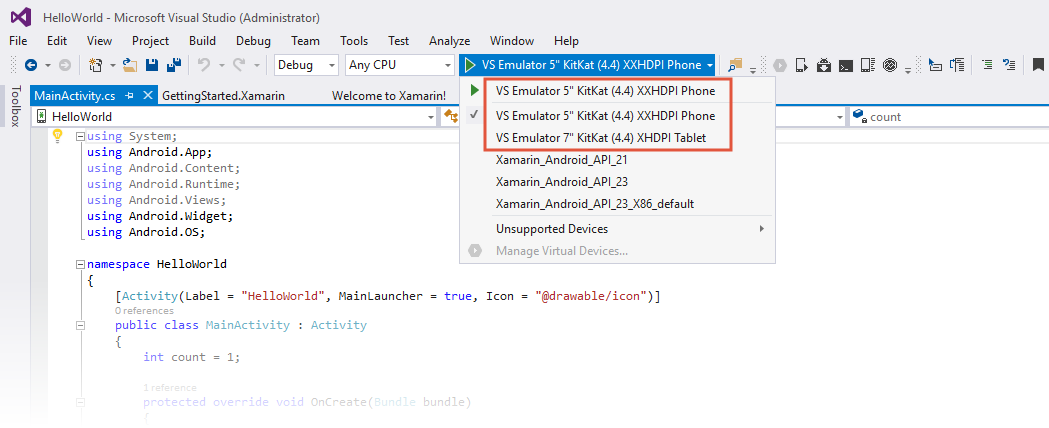 HelloWorld - Microsoft Visual Studio (Administrator)
File Edit View Project Build Debug Team Tools Test Analyze Window Help
Debug Any CPU VS Emulator 5" KitKat (4.4) XXHDPI Phone
Toolbox
MainActivity.cs GettingStarted.Xamarin Welcome to Xamarin!
HelloWorld count
VS Emulator 5" KitKat (4.4) XXHDPI Phone
VS Emulator 5" KitKat (4.4) XXHDPI Phone
VS Emulator 7" KitKat (4.4) XHDPI Tablet
Xamarin_Android_API_21
Xamarin_Android_API_23
Xamarin_Android_API_23_X86_default
Unsupported Devices
Manage Virtual Devices...
using System;
using Android.App;
using Android.Content;
using Android.Runtime;
using Android.Views;
using Android.Widget;
using Android.OS;
namespace HelloWorld
{
[Activity(Label = "HelloWorld", MainLauncher = true, Icon = "@drawable/icon")]
0 references
public class MainActivity : Activity
{
int count = 1;
1 reference
protected override void OnCreate(Bundle bundle)
{